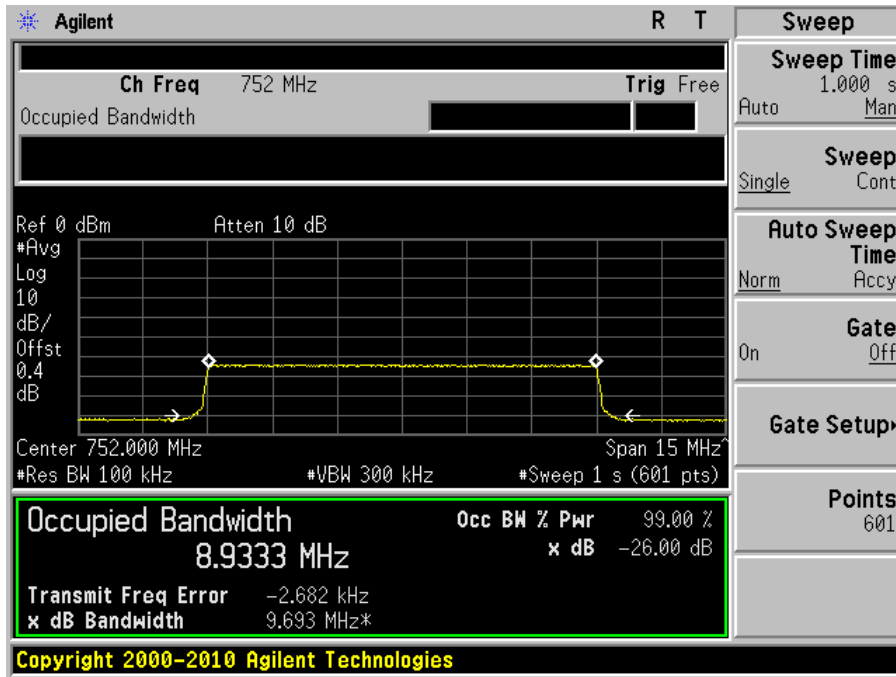 Agilent R T
Ch Freq 752 MHz Trig Free
Occupied Bandwidth
Ref 0 dBm Atten 10 dB
#Avg
Log
10
dB/
Offst
0.4
dB
Center 752.000 MHz Span 15 MHz^
#Res BW 100 kHz #VBW 300 kHz #Sweep 1 s (601 pts)
Occupied Bandwidth
8.9333 MHz
Occ BW % Pwr 99.00 %
x dB -26.00 dB
Transmit Freq Error -2.682 kHz
x dB Bandwidth 9.693 MHz*
Copyright 2000-2010 Agilent Technologies
Sweep
Sweep Time
1.000 s
Auto Man
Sweep
Single Cont
Auto Sweep
Time
Norm Accy
Gate
On Off
Gate Setup
Points
601